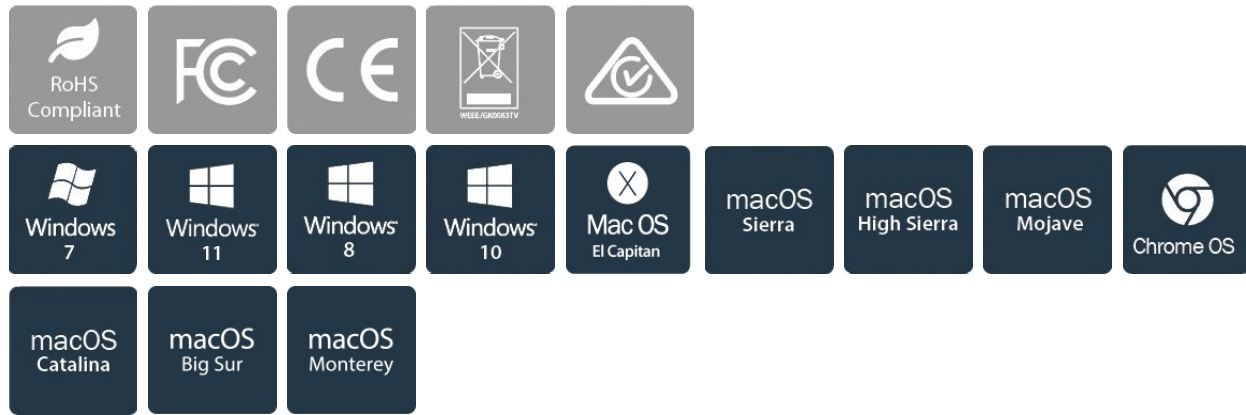 RoHS
Compliant
FC
CE
WEEE/GK0063TV
Windows
7
Windows
11
Windows
8
Windows
10
X
Mac OS
El Capitan
macOS
Sierra
macOS
High Sierra
macOS
Mojave
Chrome OS
macOS
Catalina
macOS
Big Sur
macOS
Monterey